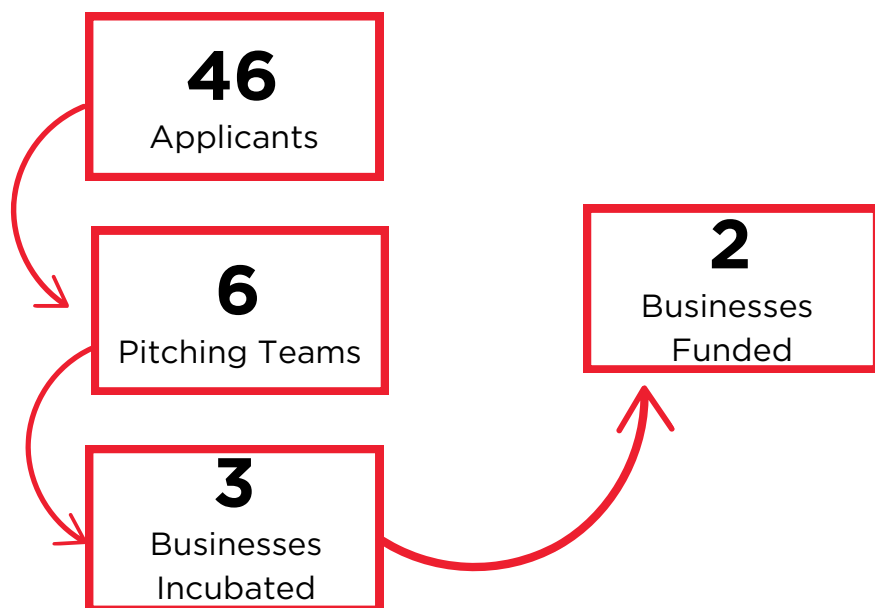 46
Applicants
6
Pitching Teams
3
Businesses
Incubated
2
Businesses
Funded